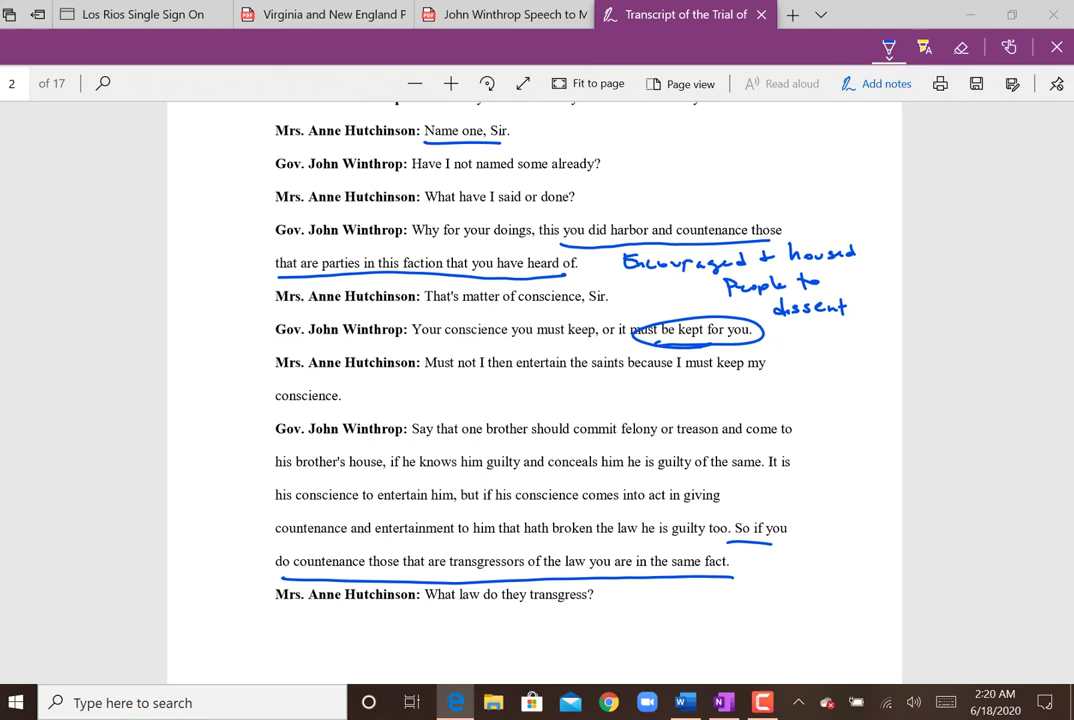 Los Rios Single Sign On
Virginia and New England P
John Winthrop Speech to M
Transcript of the Trial of
2 of 17
Fit to page
Page view
Read aloud
Add notes
Mrs. Anne Hutchinson: Name one, Sir.
Gov. John Winthrop: Have I not named some already?
Mrs. Anne Hutchinson: What have I said or done?
Gov. John Winthrop: Why for your doings, this you did harbor and countenance those
that are parties in this faction that you have heard of.
Encouraged + housed
People to
dissent
Mrs. Anne Hutchinson: That's matter of conscience, Sir.
Gov. John Winthrop: Your conscience you must keep, or it must be kept for you.
Mrs. Anne Hutchinson: Must not I then entertain the saints because I must keep my
conscience.
Gov. John Winthrop: Say that one brother should commit felony or treason and come to
his brother's house, if he knows him guilty and conceals him he is guilty of the same. It is
his conscience to entertain him, but if his conscience comes into act in giving
countenance and entertainment to him that hath broken the law he is guilty too. So if you
do countenance those that are transgressors of the law you are in the same fact.
Mrs. Anne Hutchinson: What law do they transgress?
Type here to search
2:20 AM
6/18/2020